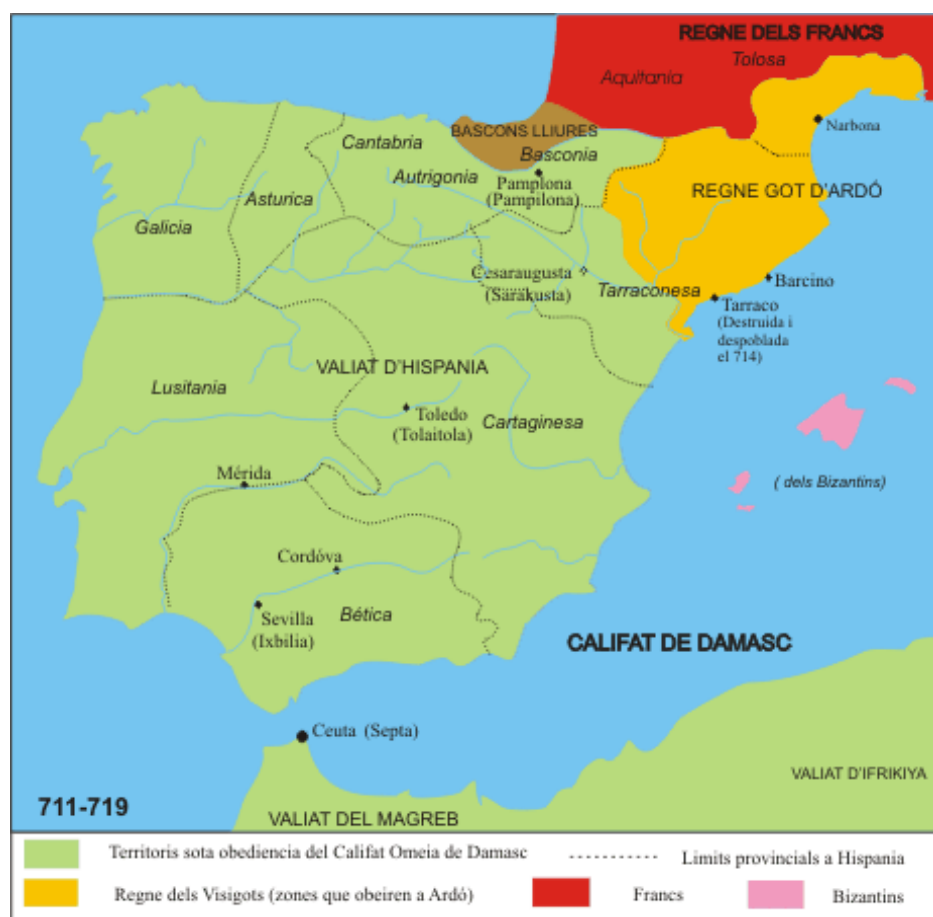 REGNE DELS FRANCS
Tolosa
Aquitania
Narbona
BASCONS LLIURES
Cantabria
Basconia
Autrigonia
Pamplona
(Pampilona)
REGNE GOT D'ARDÓ
Asturica
Galicia
Cesaraugusta
(Sarakusta)
Tarraconesa
Barcino
Tarraco
(Destruida i
despoblada
el 714)
VALIAT D'HISPANIA
Lusitania
Toledo
(Tolaitola)
Cartaginesa
Mérida
( dels Bizantins)
Cordóva
Sevilla
(Ixbilia)
Bética
CALIFAT DE DAMASC
Ceuta (Septa)
VALIAT D'IFRIKIYA
711-719
VALIAT DEL MAGREB
Territoris sota obediencia del Califat Omeia de Damasc
Limits provincials a Hispania
Regne dels Visigots (zones que obeiren a Ardó)
Francs
Bizantins